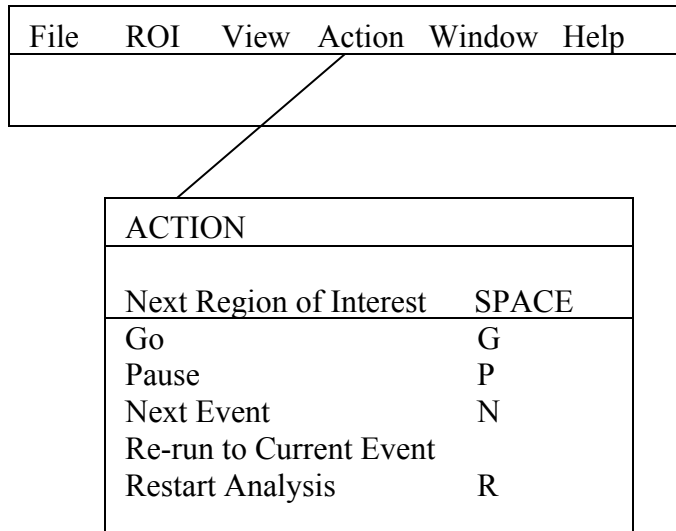 File ROI View Action Window Help
ACTION
Next Region of Interest SPACE
Go G
Pause P
Next Event N
Re-run to Current Event
Restart Analysis R